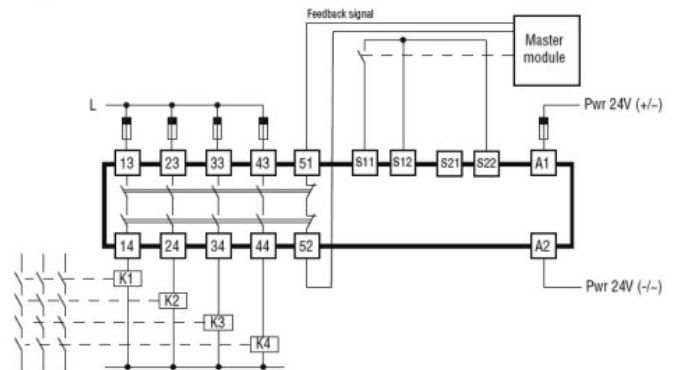 Feedback signal
Master
module
L
Pwr 24V (+/~)
13 23 33 43 51 S11 S12 S21 S22 A1
14 24 34 44 52 A2
K1
Pwr 24V (-/~)
K2
K3
K4